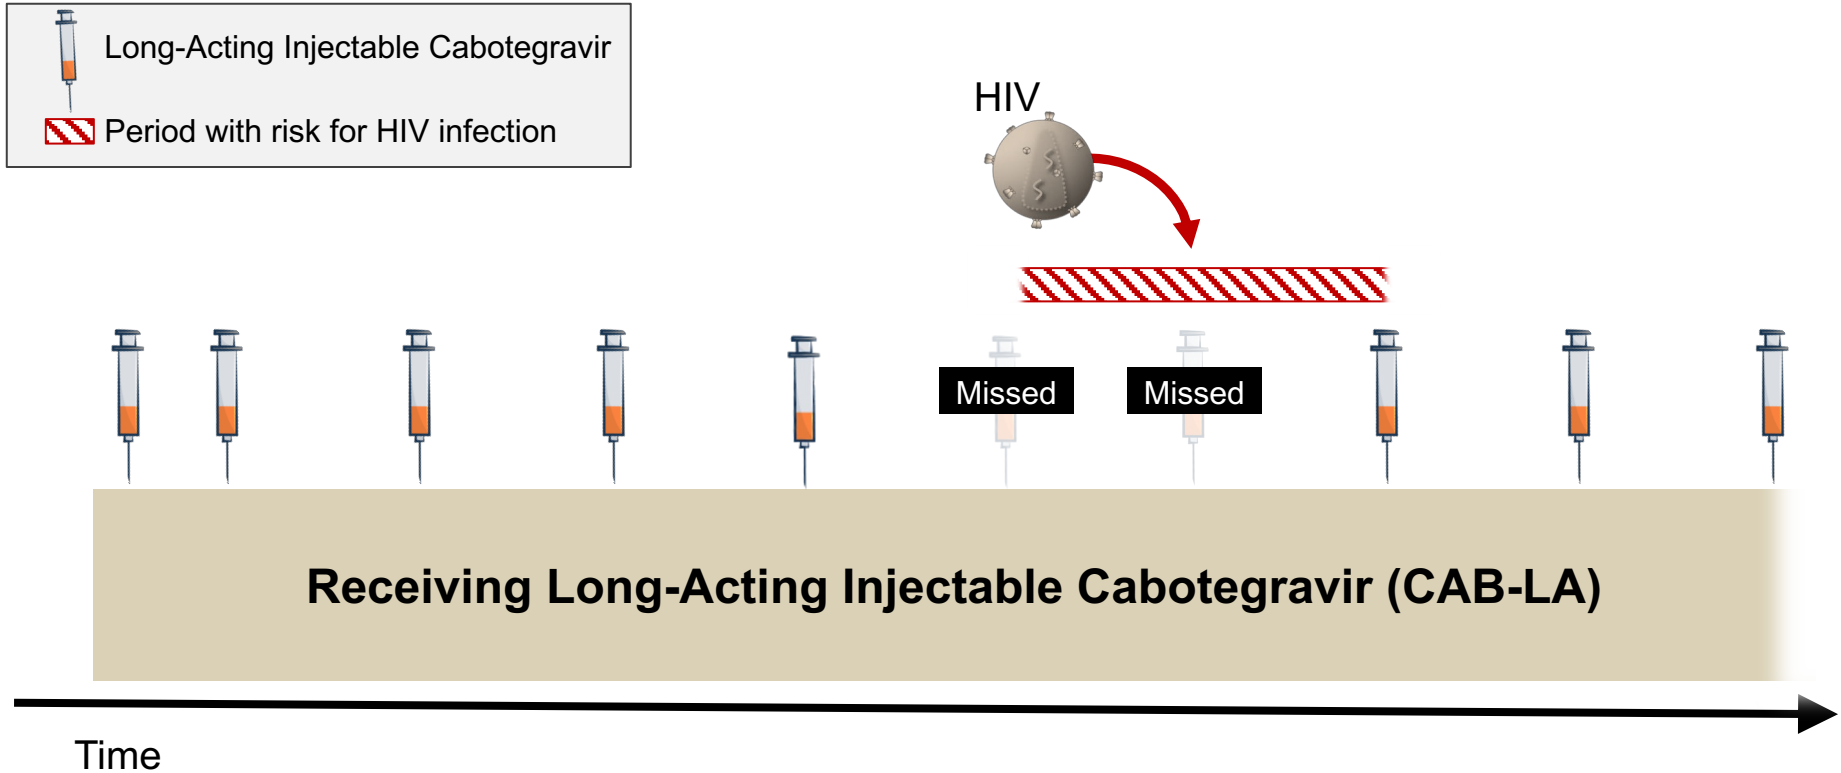 Long-Acting Injectable Cabotegravir
Period with risk for HIV infection
HIV
Missed
Missed
Receiving Long-Acting Injectable Cabotegravir (CAB-LA)
Time